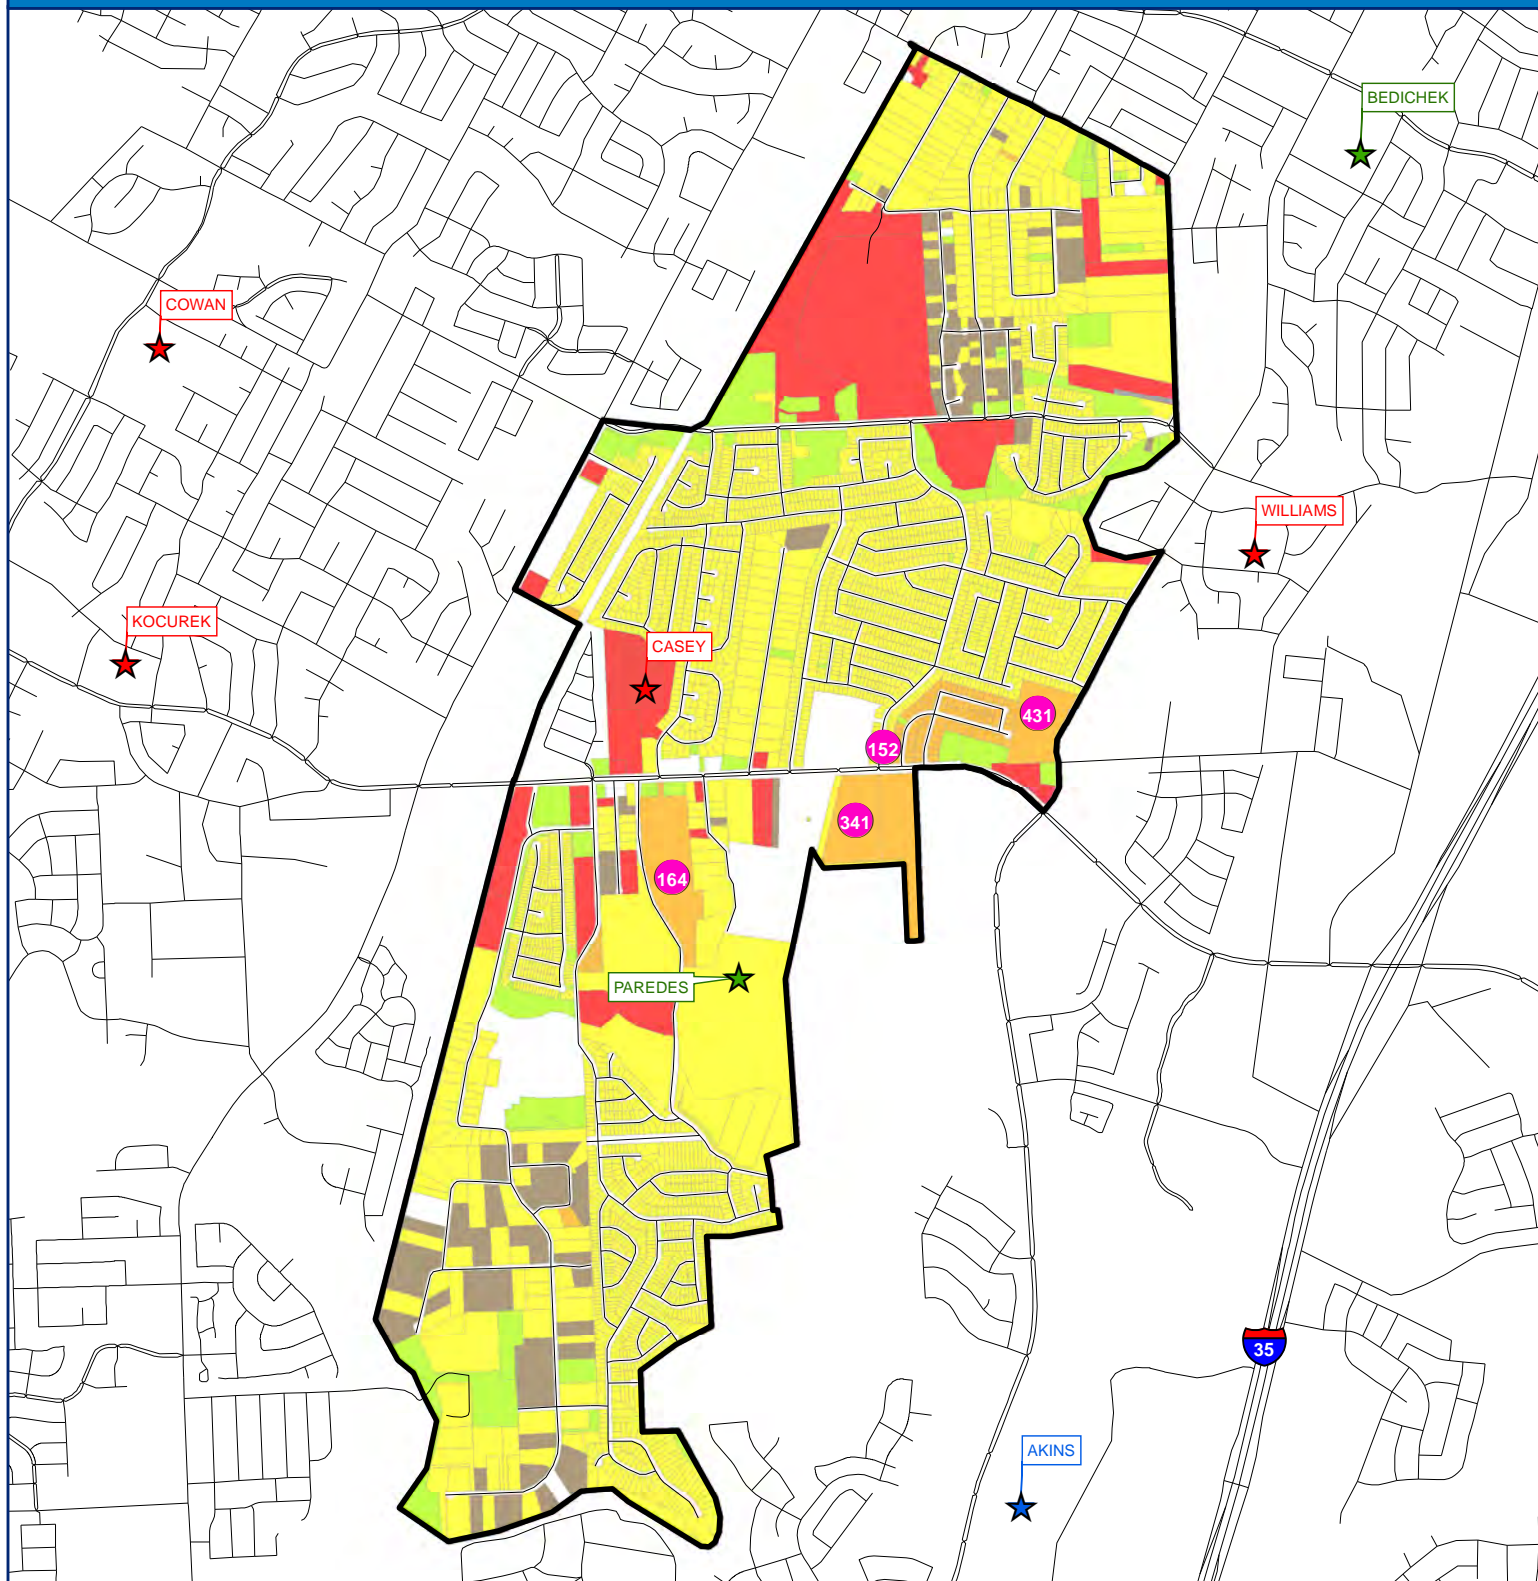 BEDICHEK
COWAN
WILLIAMS
KOCUREK
CASEY
431
152
341
164
PAREDES
35
AKINS